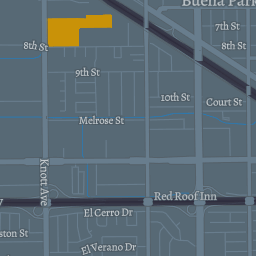 Buena Park
7th St
8th St
8th St
9th St
10th St
Court St
Melrose St
Knott Ave
Red Roof Inn
El Cerro Dr
ston St
El Verano Dr